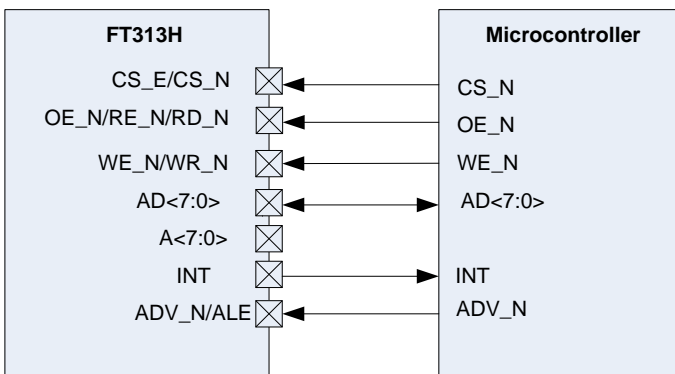 FT313H
Microcontroller
CS_E/CS_N
CS_N
OE_N/RE_N/RD_N
OE_N
WE_N/WR_N
WE_N
AD<7:0>
AD<7:0>
A<7:0>
INT
INT
ADV_N/ALE
ADV_N